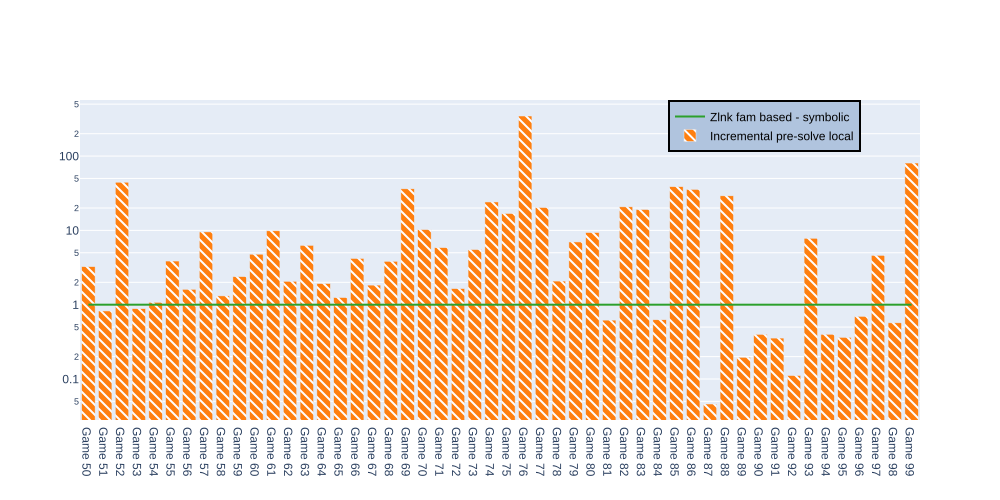 Zlnk fam based - symbolic
Incremental pre-solve local
5
2
100
5
2
10
5
2
1
5
2
0.1
5
Game 50
Game 51
Game 52
Game 53
Game 54
Game 55
Game 56
Game 57
Game 58
Game 59
Game 60
Game 61
Game 62
Game 63
Game 64
Game 65
Game 66
Game 67
Game 68
Game 69
Game 70
Game 71
Game 72
Game 73
Game 74
Game 75
Game 76
Game 77
Game 78
Game 79
Game 80
Game 81
Game 82
Game 83
Game 84
Game 85
Game 86
Game 87
Game 88
Game 89
Game 90
Game 91
Game 92
Game 93
Game 94
Game 95
Game 96
Game 97
Game 98
Game 99